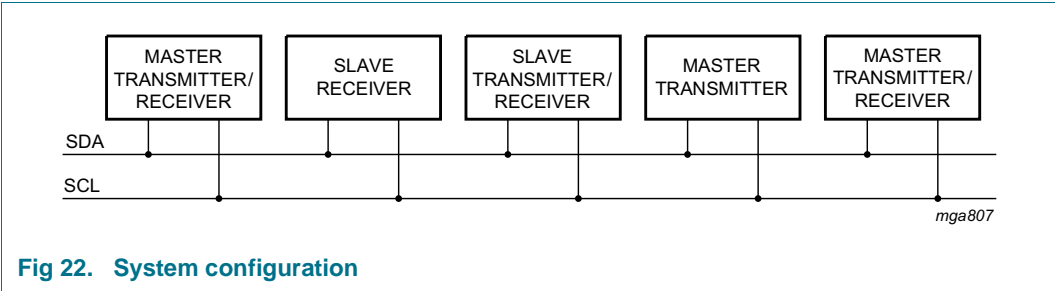 MASTER
TRANSMITTER/
RECEIVER
SLAVE
RECEIVER
SLAVE
TRANSMITTER/
RECEIVER
MASTER
TRANSMITTER
MASTER
TRANSMITTER/
RECEIVER
SDA
SCL
mga807
Fig 22. System configuration